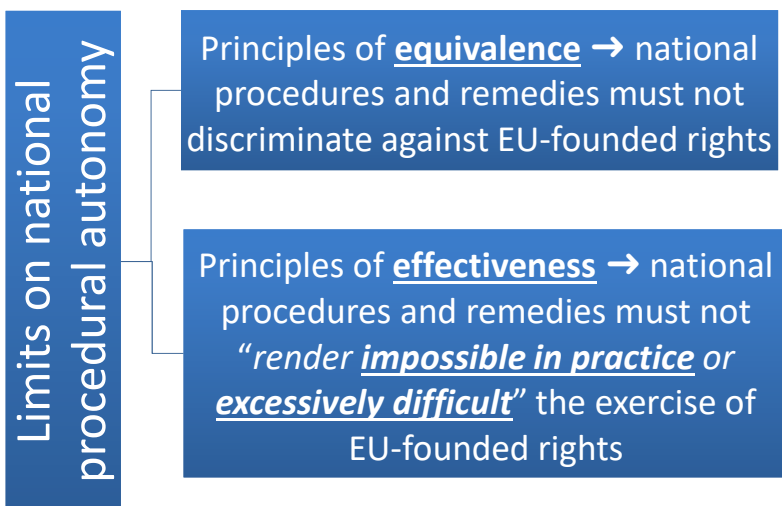 Limits on national
procedural autonomy
Principles of equivalence ➜ national
procedures and remedies must not
discriminate against EU-founded rights
Principles of effectiveness ➜ national
procedures and remedies must not
“render impossible in practice or
excessively difficult” the exercise of
EU-founded rights